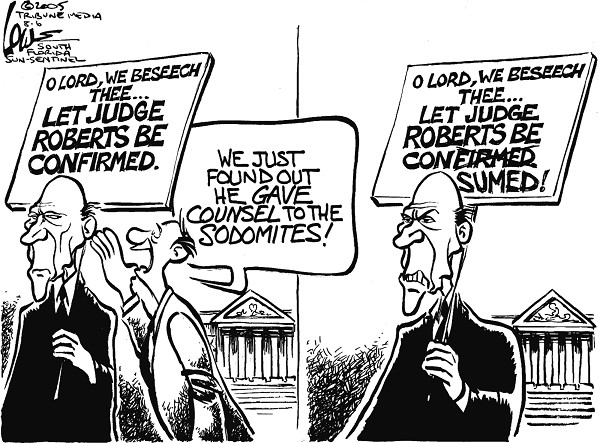 ©2005
TRIBUNE MEDIA
8-6
LOWE
SOUTH
FLORIDA
SUN-SENTINEL
O LORD, WE BESEECH
THEE...
LET JUDGE
ROBERTS BE
CONFIRMED.
WE JUST
FOUND OUT
HE GAVE
COUNSEL TO THE
SODOMITES!
O LORD, WE BESEECH
THEE...
LET JUDGE
ROBERTS BE
CONFIRMED
SUMED!